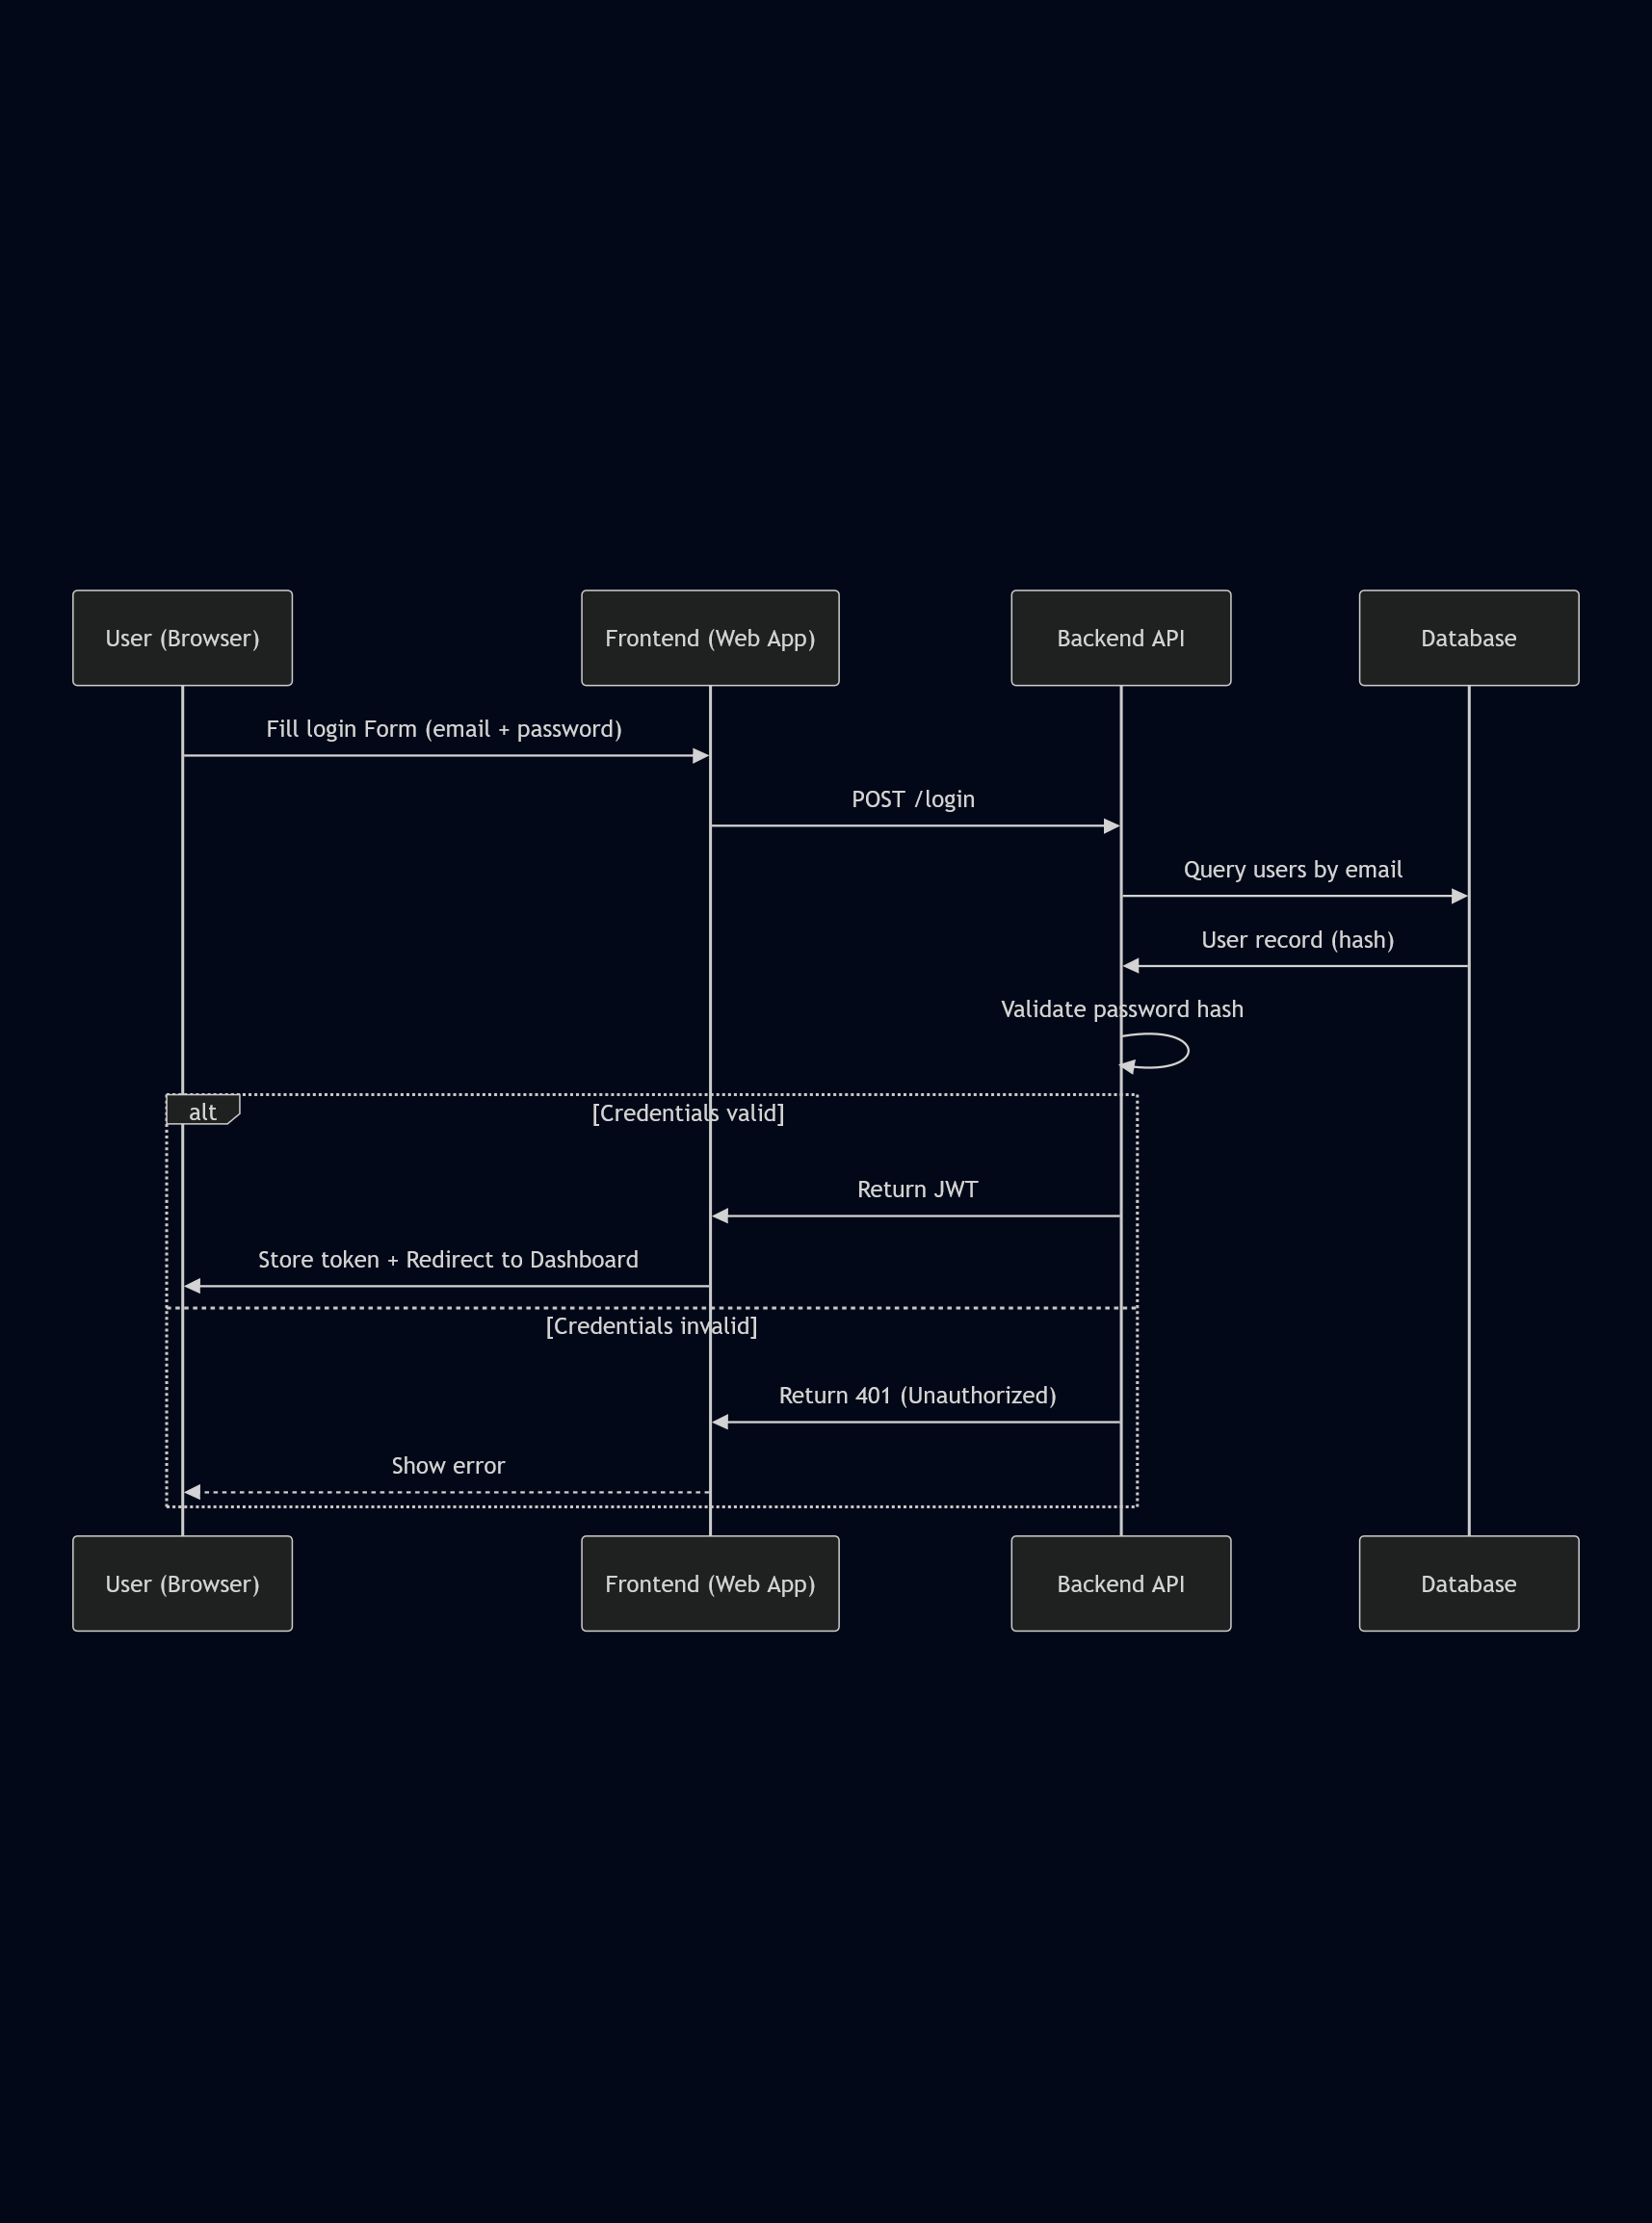 User (Browser)
Frontend (Web App)
Backend API
Database
Fill login Form (email + password)
POST /login
Query users by email
User record (hash)
Validate password hash
alt
[Credentials valid]
Return JWT
Store token + Redirect to Dashboard
[Credentials invalid]
Return 401 (Unauthorized)
Show error
User (Browser)
Frontend (Web App)
Backend API
Database